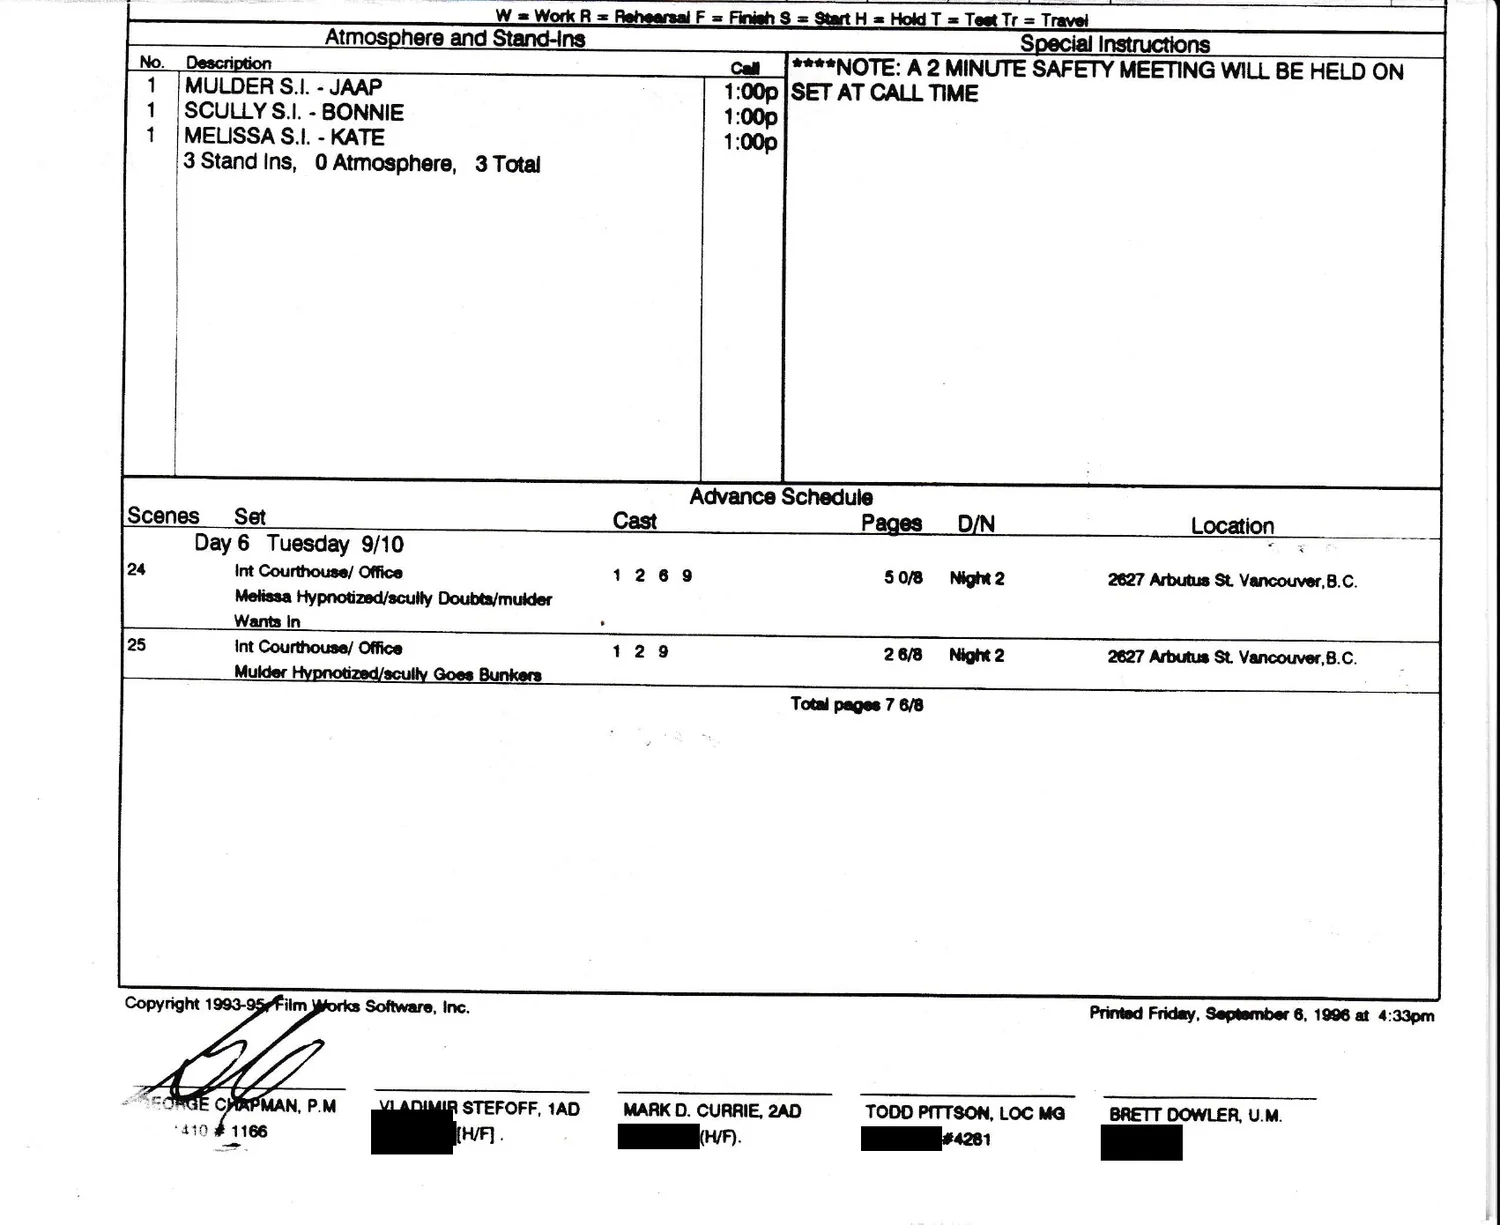 W = Work R = Rehearsal F = Finish S = Start H = Hold T = Test Tr = Travel
Atmosphere and Stand-Ins
Special Instructions
No. Description Call
1 MULDER S.I. - JAAP 1:00p
1 SCULLY S.I. - BONNIE 1:00p
1 MELISSA S.I. - KATE 1:00p
3 Stand Ins, 0 Atmosphere, 3 Total
****NOTE: A 2 MINUTE SAFETY MEETING WILL BE HELD ON
SET AT CALL TIME
Advance Schedule
Scenes Set Cast Pages D/N Location
Day 6 Tuesday 9/10
24 Int Courthouse/ Office 1 2 6 9 5 0/8 Night 2 2627 Arbutus St. Vancouver,B.C.
Melissa Hypnotized/scully Doubts/mulder
Wants In
25 Int Courthouse/ Office 1 2 9 2 6/8 Night 2 2627 Arbutus St. Vancouver,B.C.
Mulder Hypnotized/scully Goes Bunkers
Total pages 7 6/8
Copyright 1993-95, Film Works Software, Inc.
Printed Friday, September 6, 1996 at 4:33pm
GEORGE CHAPMAN, P.M VLADIMIR STEFOFF, 1AD MARK D. CURRIE, 2AD TODD PITTSON, LOC MG BRETT DOWLER, U.M.
410 # 1166 [H/F] . (H/F). #4281